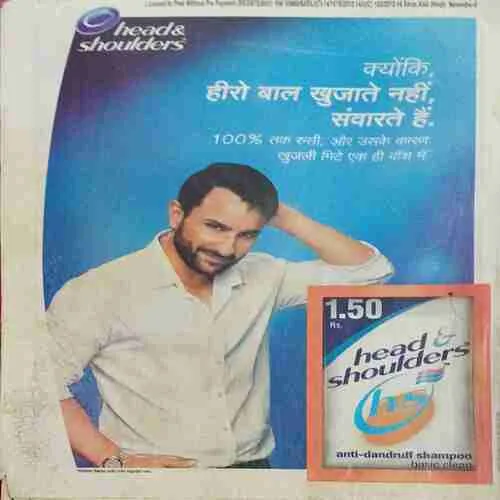 head&
shoulders
क्योंकि,
हीरो बाल खुजाते नहीं,
संवारते हैं.
100% तक रुसी, और उसके कारण
खुजली मिटे एक ही वॉश में
1.50
Rs.
head &
shoulders
hs
anti-dandruff shampoo
basic clean